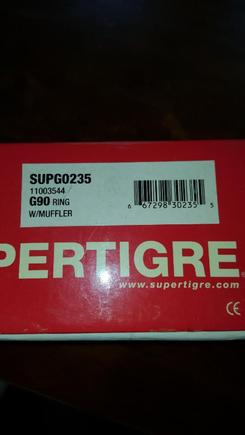 SUPG0235
11003544
G90 RING
W/MUFFLER
6 67298 30235 5
PERTIGRE
www.supertigre.com
CE